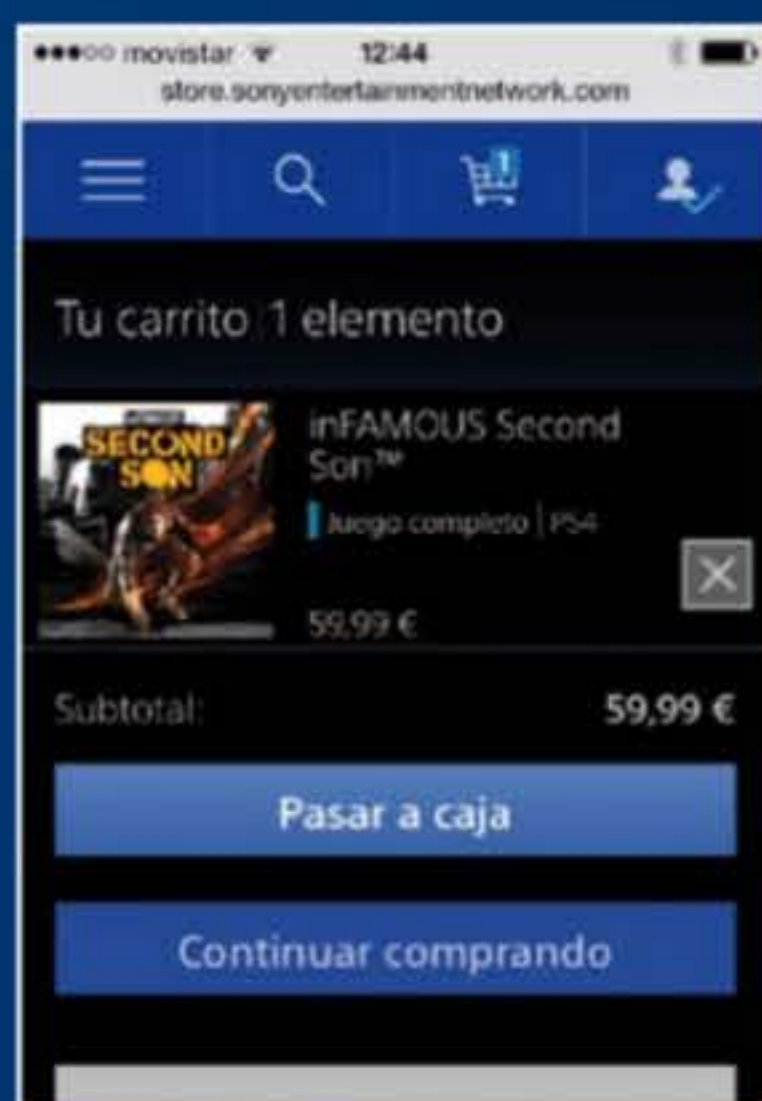 movistar 12:44
store.sonyentertainmentnetwork.com
1
Tu carrito 1 elemento
SECOND
SON
inFAMOUS Second
Son™
Juego completo | PS4
59,99 €
Subtotal: 59,99 €
Pasar a caja
Continuar comprando